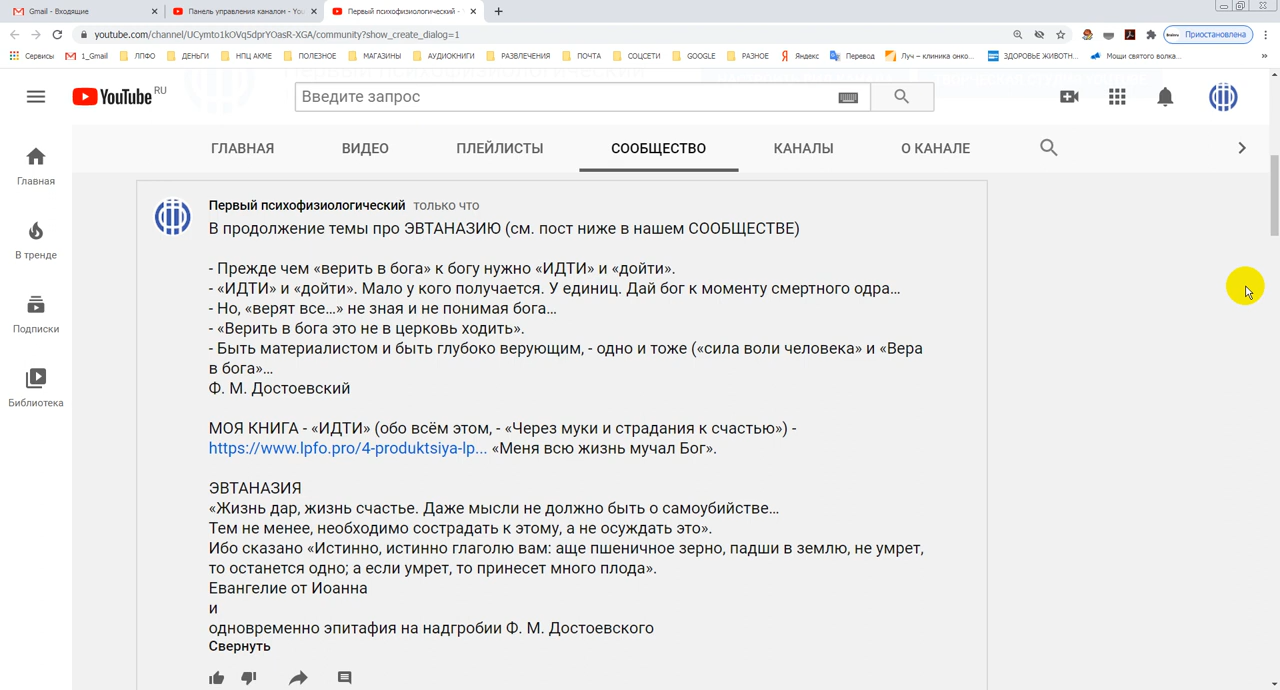 Gmail - Входящие
Панель управления каналом - You
Первый психофизиологический -
youtube.com/channel/UCymto1kOVq5dprYOasR-XGA/community?show_create_dialog=1
Приостановлена
Сервисы
1_Gmail
ЛПФО
ДЕНЬГИ
НПЦ АКМЕ
ПОЛЕЗНОЕ
МАГАЗИНЫ
АУДИОКНИГИ
РАЗВЛЕЧЕНИЯ
ПОЧТА
СОЦСЕТИ
GOOGLE
РАЗНОЕ
Яндекс
Перевод
Луч – клиника онко...
ЗДОРОВЬЕ ЖИВОТН...
Мощи святого волка...
YouTube RU
Введите запрос
ГЛАВНАЯ
ВИДЕО
ПЛЕЙЛИСТЫ
СООБЩЕСТВО
КАНАЛЫ
О КАНАЛЕ
Главная
В тренде
Подписки
Библиотека
Первый психофизиологический только что
В продолжение темы про ЭВТАНАЗИЮ (см. пост ниже в нашем СООБЩЕСТВЕ)
- Прежде чем «верить в бога» к богу нужно «ИДТИ» и «дойти».
- «ИДТИ» и «дойти». Мало у кого получается. У единиц. Дай бог к моменту смертного одра...
- Но, «верят все...» не зная и не понимая бога...
- «Верить в бога это не в церковь ходить».
- Быть материалистом и быть глубоко верующим, - одно и тоже («сила воли человека» и «Вера
в бога»...
Ф. М. Достоевский
МОЯ КНИГА - «ИДТИ» (обо всём этом, - «Через муки и страдания к счастью») -
https://www.lpfo.pro/4-produktsiya-lp... «Меня всю жизнь мучал Бог».
ЭВТАНАЗИЯ
«Жизнь дар, жизнь счастье. Даже мысли не должно быть о самоубийстве...
Тем не менее, необходимо сострадать к этому, а не осуждать это».
Ибо сказано «Истинно, истинно глаголю вам: аще пшеничное зерно, падши в землю, не умрет,
то останется одно; а если умрет, то принесет много плода».
Евангелие от Иоанна
и
одновременно эпитафия на надгробии Ф. М. Достоевского
Свернуть